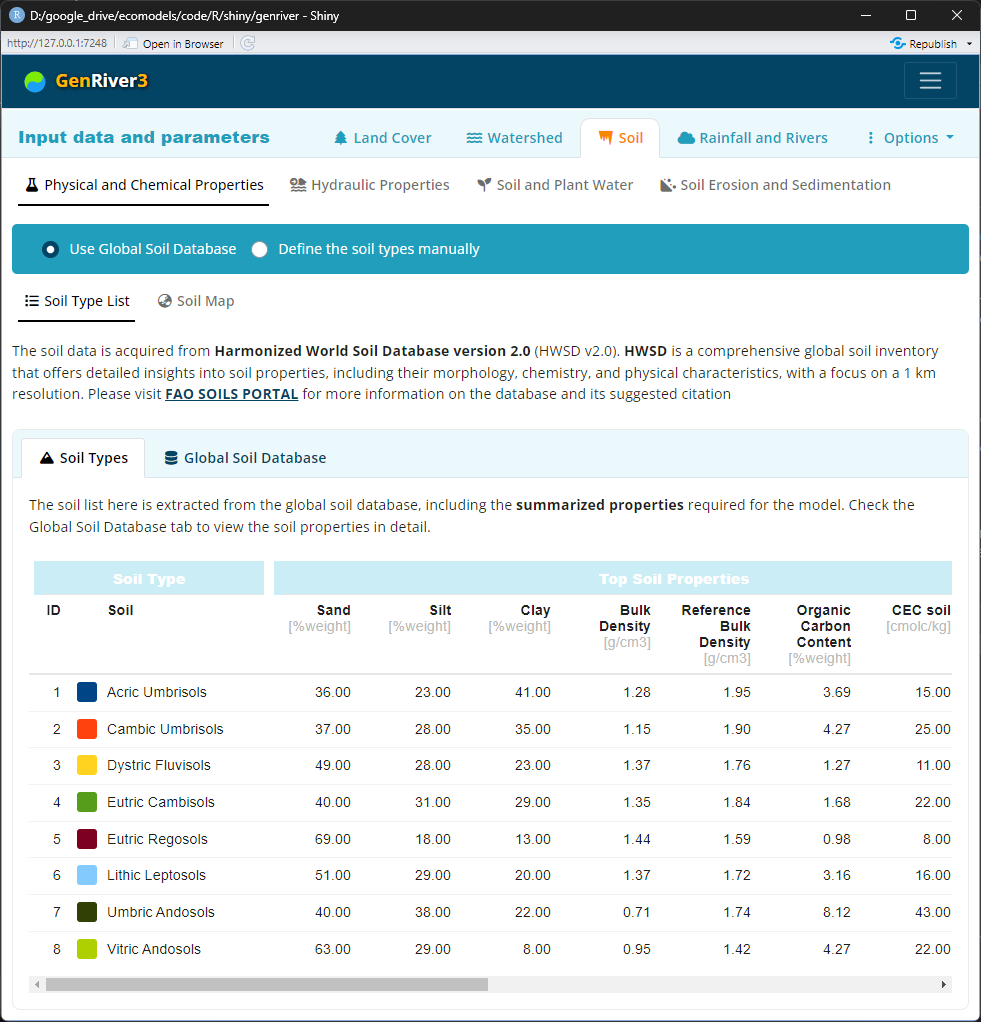 D:/google_drive/ecomodels/code/R/shiny/genriver - Shiny
http://127.0.0.1:7248 Open in Browser Republish
GenRiver3
Input data and parameters Land Cover Watershed Soil Rainfall and Rivers Options
Physical and Chemical Properties Hydraulic Properties Soil and Plant Water Soil Erosion and Sedimentation
Use Global Soil Database Define the soil types manually
Soil Type List Soil Map
The soil data is acquired from Harmonized World Soil Database version 2.0 (HWSD v2.0). HWSD is a comprehensive global soil inventory
that offers detailed insights into soil properties, including their morphology, chemistry, and physical characteristics, with a focus on a 1 km
resolution. Please visit FAO SOILS PORTAL for more information on the database and its suggested citation
Soil Types Global Soil Database
The soil list here is extracted from the global soil database, including the summarized properties required for the model. Check the
Global Soil Database tab to view the soil properties in detail.
Soil Type Top Soil Properties
ID Soil Sand Silt Clay Bulk Reference Organic CEC soil
[%weight] [%weight] [%weight] Density Bulk Carbon [cmolc/kg]
[g/cm3] Density Content
[g/cm3] [%weight]
1 Acric Umbrisols 36.00 23.00 41.00 1.28 1.95 3.69 15.00
2 Cambic Umbrisols 37.00 28.00 35.00 1.15 1.90 4.27 25.00
3 Dystric Fluvisols 49.00 28.00 23.00 1.37 1.76 1.27 11.00
4 Eutric Cambisols 40.00 31.00 29.00 1.35 1.84 1.68 22.00
5 Eutric Regosols 69.00 18.00 13.00 1.44 1.59 0.98 8.00
6 Lithic Leptosols 51.00 29.00 20.00 1.37 1.72 3.16 16.00
7 Umbric Andosols 40.00 38.00 22.00 0.71 1.74 8.12 43.00
8 Vitric Andosols 63.00 29.00 8.00 0.95 1.42 4.27 22.00